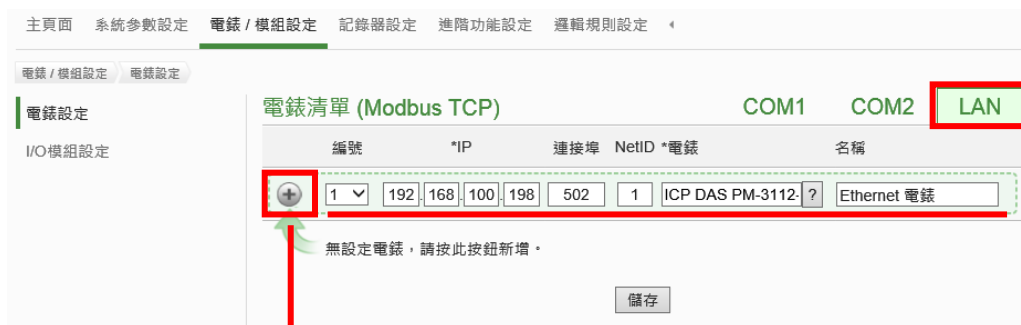 主頁面 系統參數設定 電錶 / 模組設定 記錄器設定 進階功能設定 邏輯規則設定
電錶 / 模組設定 電錶設定
電錶設定
I/O模組設定
電錶清單 (Modbus TCP) COM1 COM2 LAN
編號 *IP 連接埠 NetID *電錶 名稱
1 192 . 168 . 100 . 198 502 1 ICP DAS PM-3112- ? Ethernet 電錶
無設定電錶，請按此按鈕新增。
儲存